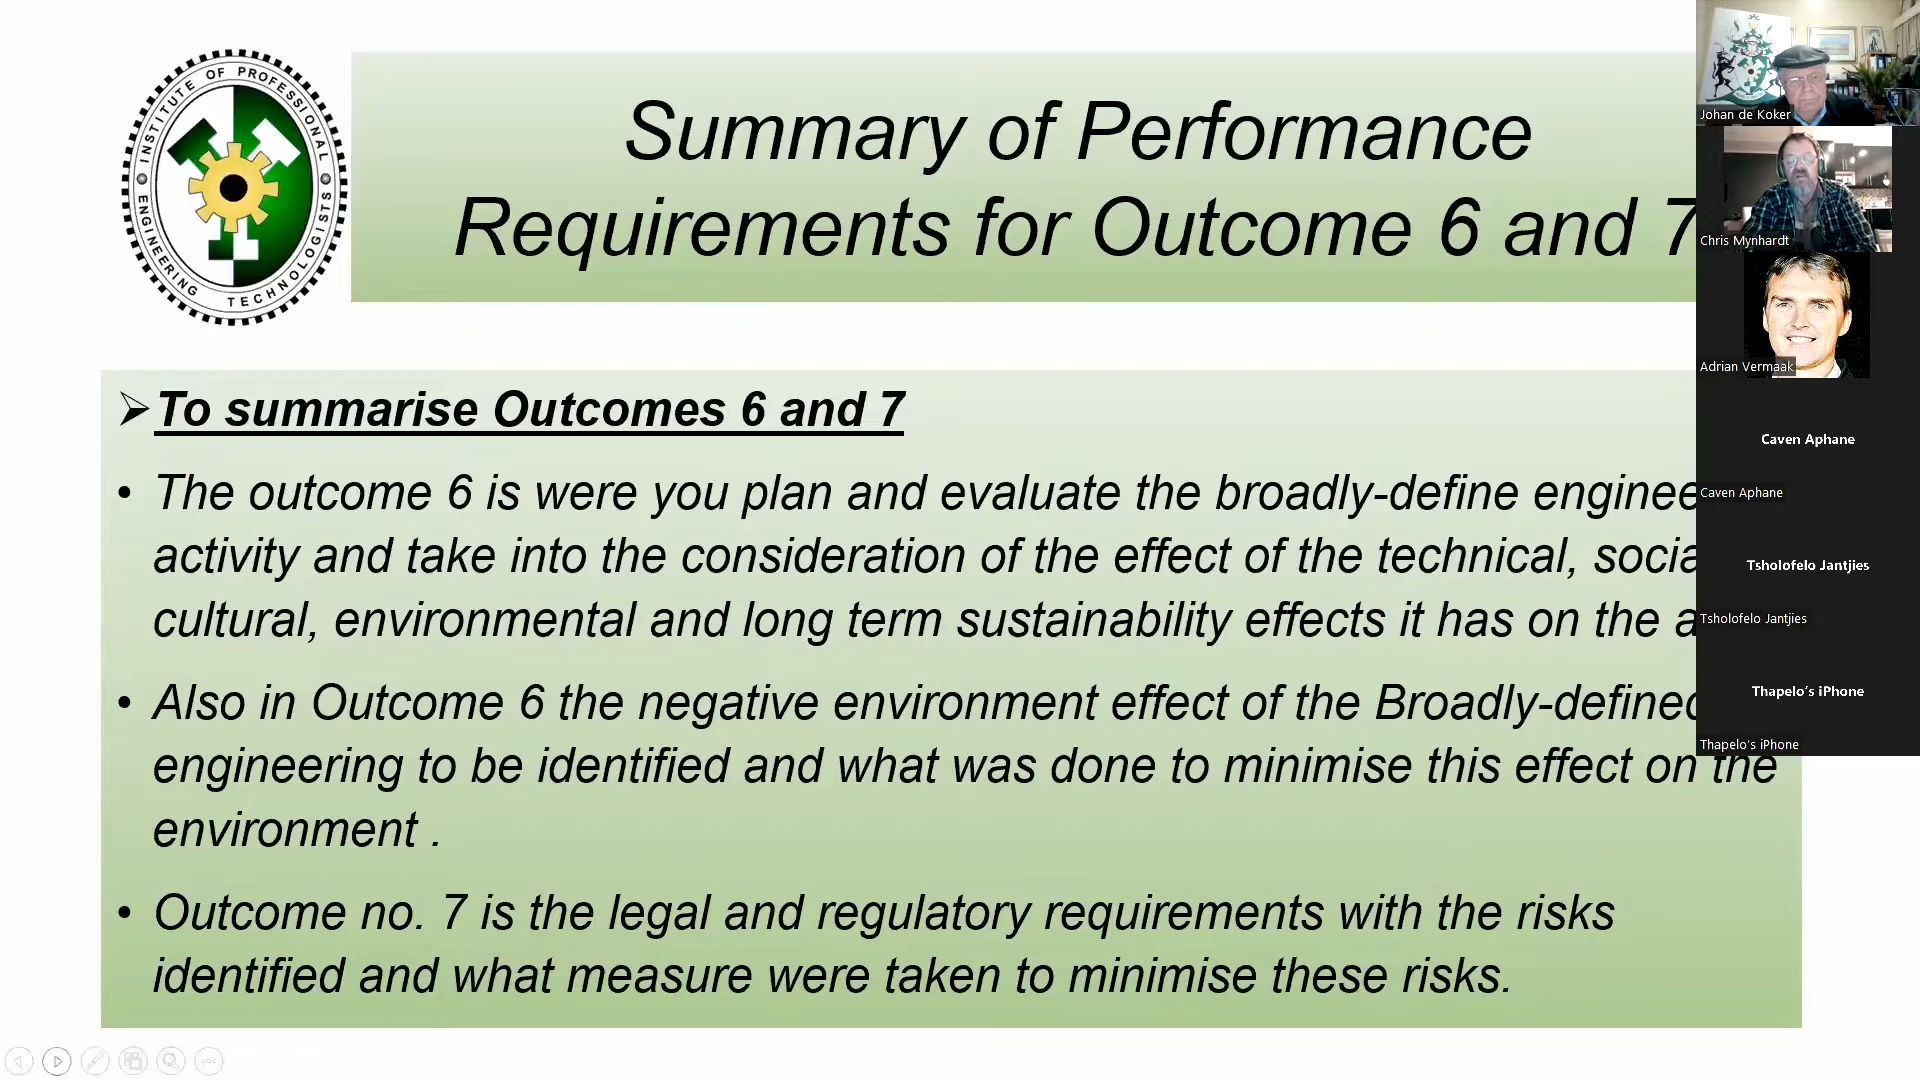 INSTITUTE OF PROFESSIONAL
ENGINEERING TECHNOLOGISTS
Summary of Performance
Requirements for Outcome 6 and 7
To summarise Outcomes 6 and 7
• The outcome 6 is were you plan and evaluate the broadly-define enginee
activity and take into the consideration of the effect of the technical, socia
cultural, environmental and long term sustainability effects it has on the a
• Also in Outcome 6 the negative environment effect of the Broadly-defined
engineering to be identified and what was done to minimise this effect on the
environment .
• Outcome no. 7 is the legal and regulatory requirements with the risks
identified and what measure were taken to minimise these risks.
Johan de Koker
Chris Mynhardt
Adrian Vermaak
Caven Aphane
Caven Aphane
Tsholofelo Jantjies
Tsholofelo Jantjies
Thapelo's iPhone
Thapelo's iPhone